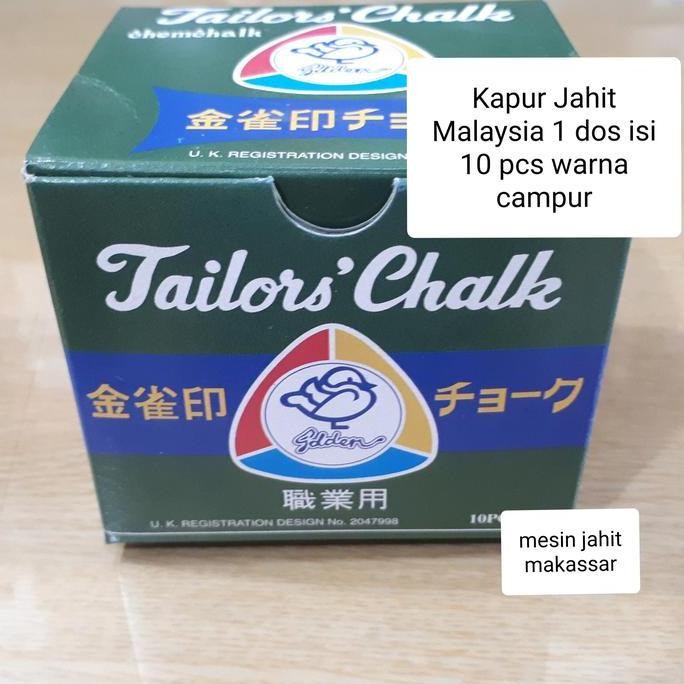 Tailors' Chalk
chemchalk
Golden
金雀印チョ
U. K. REGISTRATION DESIGN
Kapur Jahit
Malaysia 1 dos isi
10 pcs warna
campur
Tailors' Chalk
金雀印
チョーク
Golden
職業用
U. K. REGISTRATION DESIGN No. 2047998
mesin jahit
makassar